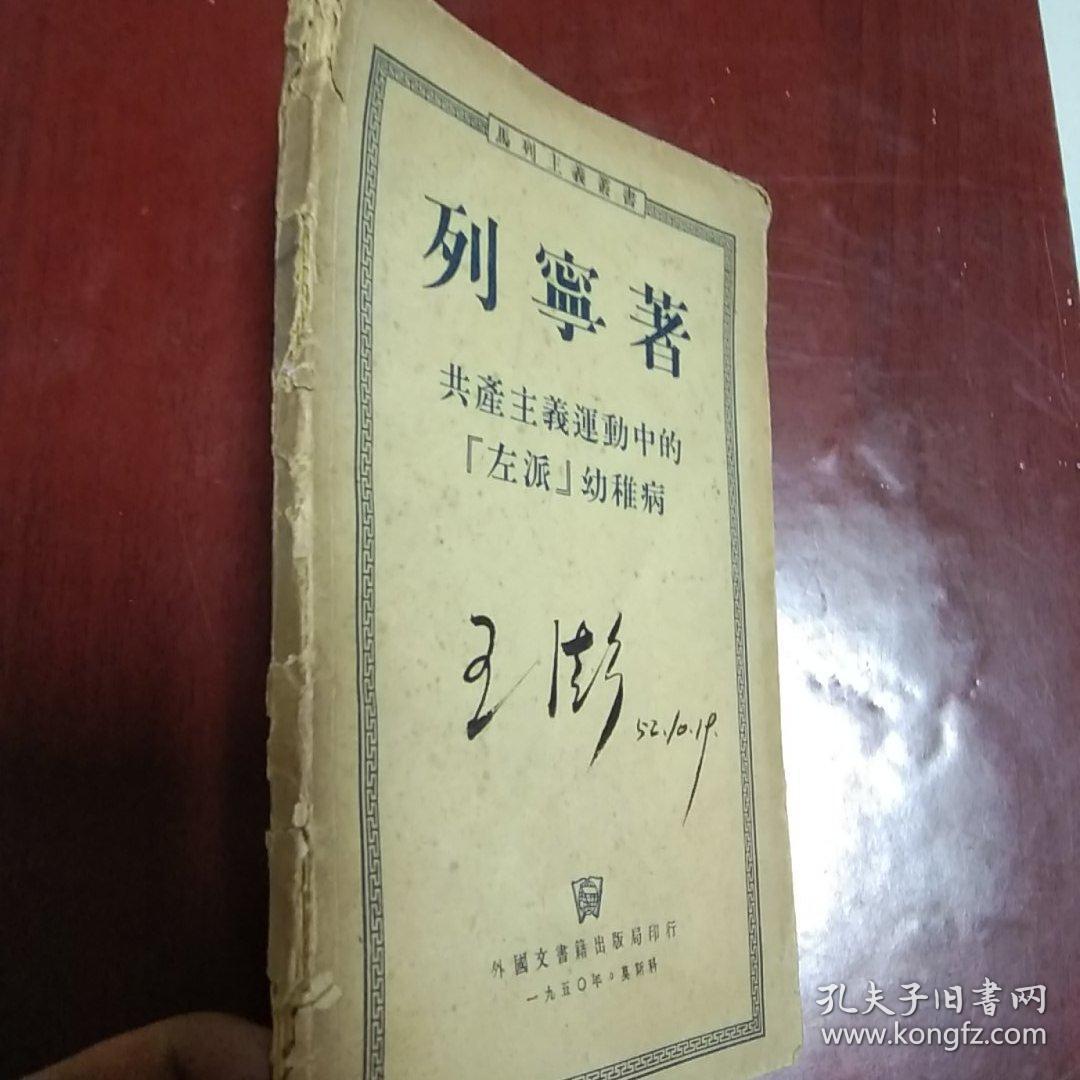 馬列主義叢書
列寧著
共產主義運動中的
「左派」幼稚病
王澎
52.10.19.
外國文書籍出版局印行
一九五〇年。莫斯科
孔夫子旧書网
www.kongfz.com